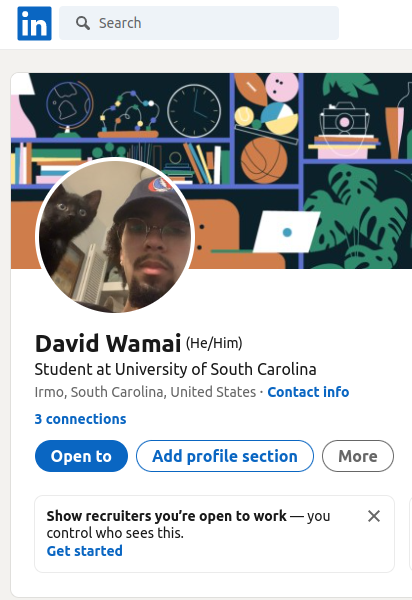 in
Search
David Wamai (He/Him)
Student at University of South Carolina
Irmo, South Carolina, United States · Contact info
3 connections
Open to
Add profile section
More
Show recruiters you’re open to work — you
control who sees this.
Get started